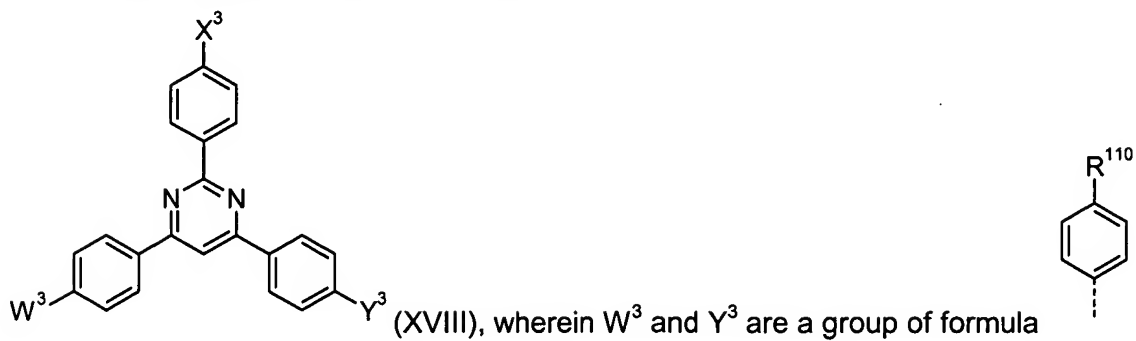 X³
R¹¹⁰
N N
W³ Y³ (XVIII), wherein W³ and Y³ are a group of formula